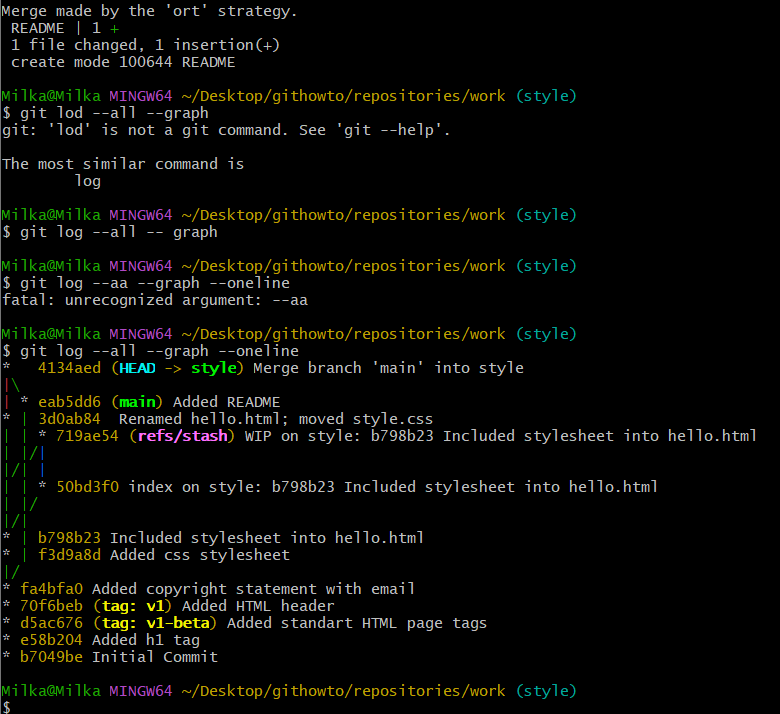 Merge made by the 'ort' strategy.
 README | 1 +
 1 file changed, 1 insertion(+)
 create mode 100644 README

Milka@Milka MINGW64 ~/Desktop/githowto/repositories/work (style)
$ git lod --all --graph
git: 'lod' is not a git command. See 'git --help'.

The most similar command is
        log

Milka@Milka MINGW64 ~/Desktop/githowto/repositories/work (style)
$ git log --all -- graph

Milka@Milka MINGW64 ~/Desktop/githowto/repositories/work (style)
$ git log --aa --graph --oneline
fatal: unrecognized argument: --aa

Milka@Milka MINGW64 ~/Desktop/githowto/repositories/work (style)
$ git log --all --graph --oneline
*   4134aed (HEAD -> style) Merge branch 'main' into style
|\
| * eab5dd6 (main) Added README
* | 3d0ab84  Renamed hello.html; moved style.css
| | * 719ae54 (refs/stash) WIP on style: b798b23 Included stylesheet into hello.html
| |/|
|/| |
| | * 50bd3f0 index on style: b798b23 Included stylesheet into hello.html
| |/
|/|
* | b798b23 Included stylesheet into hello.html
* | f3d9a8d Added css stylesheet
|/
* fa4bfa0 Added copyright statement with email
* 70f6beb (tag: v1) Added HTML header
* d5ac676 (tag: v1-beta) Added standart HTML page tags
* e58b204 Added h1 tag
* b7049be Initial Commit

Milka@Milka MINGW64 ~/Desktop/githowto/repositories/work (style)
$